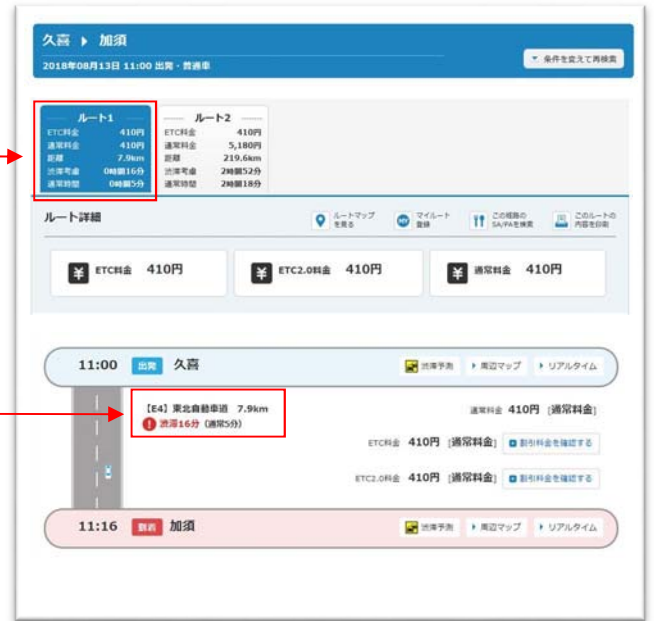 久喜 ▶ 加須
2018年08月13日 11:00 出発・普通車
条件を変えて再検索
ルート1
ETC料金 410円
通常料金 410円
距離 7.9km
渋滞考慮 0時間16分
通常時間 0時間5分
ルート2
ETC料金 410円
通常料金 5,180円
距離 219.6km
渋滞考慮 2時間52分
通常時間 2時間18分
ルート詳細
ルートマップ
を見る
マイルート
登録
この経路の
SA/PAを検索
このルートの
内容を印刷
¥ ETC料金 410円
¥ ETC2.0料金 410円
¥ 通常料金 410円
11:00 出発 久喜
渋滞予測 周辺マップ リアルタイム
【E4】東北自動車道 7.9km
! 渋滞16分 (通常5分)
通常料金 410円 [通常料金]
ETC料金 410円 [通常料金] 割引料金を確認する
ETC2.0料金 410円 [通常料金] 割引料金を確認する
11:16 到着 加須
渋滞予測 周辺マップ リアルタイム